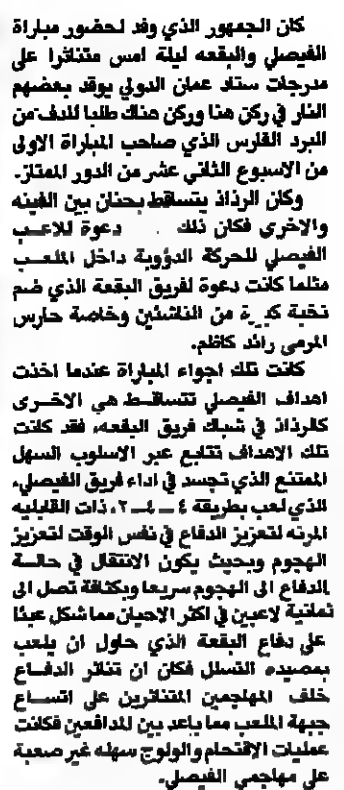 كان الجمهور الذي وفد لحضور مباراة
الفيصلي والبقعه ليلة امس متناثرا على
مدرجات ستاد عمان الدولي يوقد بعضهم
النار في ركن هنا وركن هناك طلبا للدفء من
البرد القارس الذي صاحب المباراة الاولى
من الاسبوع الثاني عشر من الدور الممتاز.
وكان الرذاذ يتساقط بحنان بين الفينه
والاخرى فكان ذلك دعوة للاعب
الفيصلي للحركة الدؤوبة داخل الملعب
مثلما كانت دعوة لفريق البقعة الذي ضم
نخبة كبيرة من الناشئين وخاصة حارس
المرمى رائد كاظم.
كانت تلك اجواء المباراة عندما اخذت
اهداف الفيصلي تتساقط هي الاخرى
كالرذاذ في شباك فريق البقعه، فقد كانت
تلك الاهداف تتابع عبر الاسلوب السهل
الممتنع الذي تجسد في اداء فريق الفيصلي،
الذي لعب بطريقة ٤ ــ ٤ــ ٢، ذات القابليه
المرنه لتعزيز الدفاع في نفس الوقت لتعزيز
الهجوم وبحيث يكون الانتقال في حالة
الدفاع الى الهجوم سريعا وبكثافة تصل الى
ثمانية لاعبين في اكثر الاحيان مما شكل عبئا
على دفاع البقعة الذي حاول ان يلعب
بمصيدة التسلل فكان ان تناثر الدفاع
خلف المهاجمين المتناثرين على اتساع
جبهة الملعب مما باعد بين المدافعين فكانت
عمليات الاقتحام والولوج سهله غير صعبة
على مهاجمي الفيصلي.